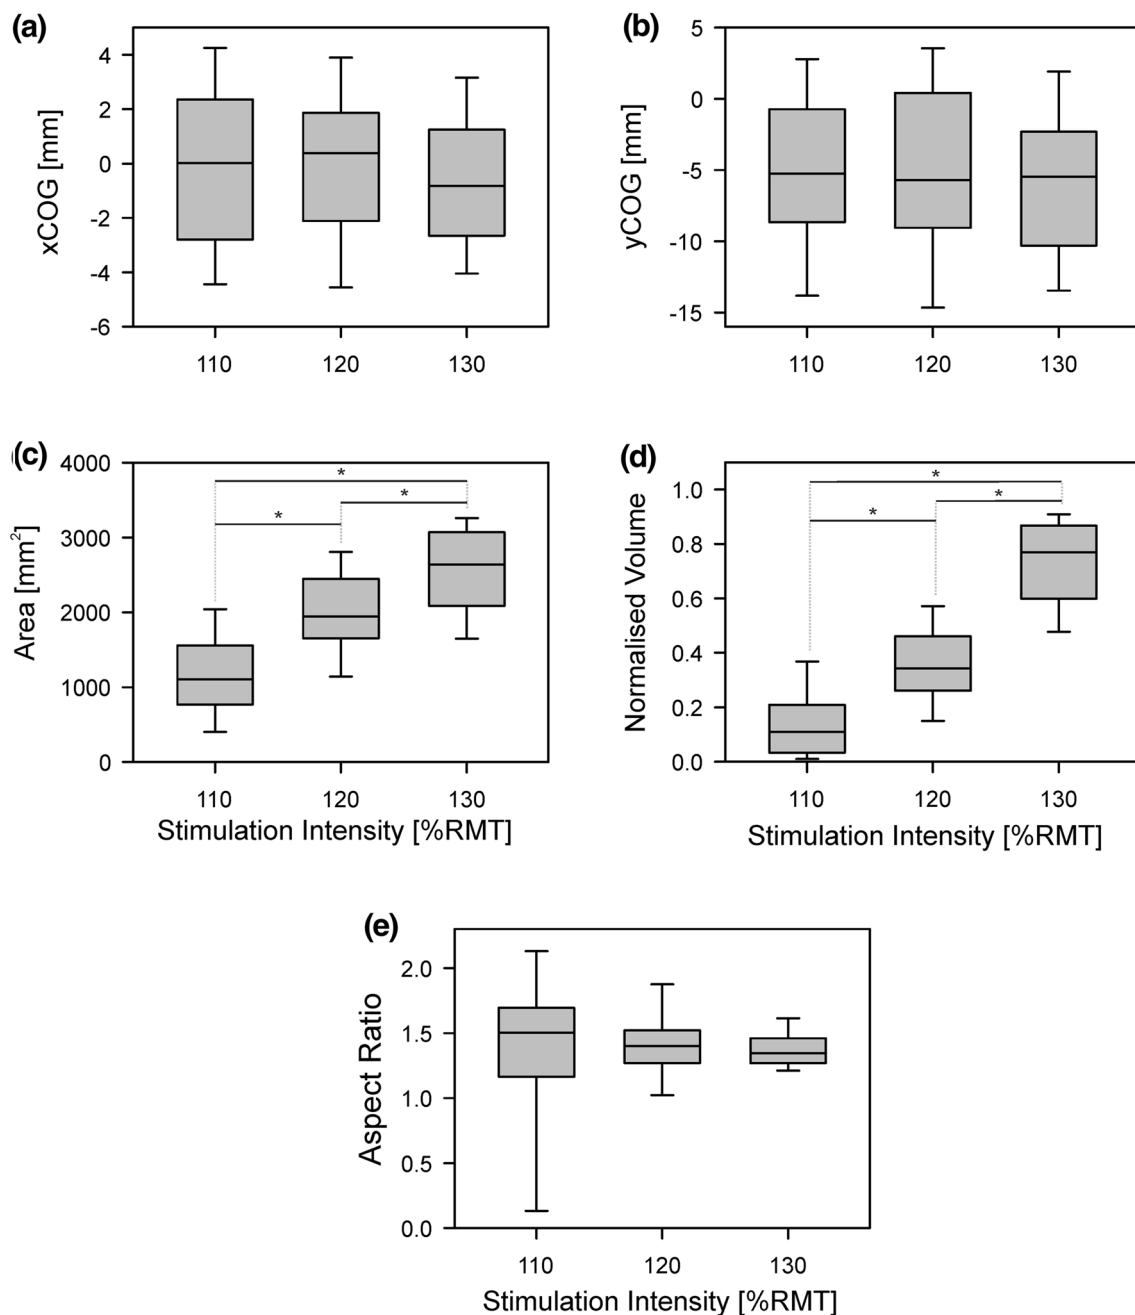 (a)
xCOG [mm]
4
2
0
-2
-4
-6
110 120 130
(b)
yCOG [mm]
5
0
-5
-10
-15
110 120 130
(c)
Area [mm²]
4000
3000
2000
1000
0
* * *
110 120 130
Stimulation Intensity [%RMT]
(d)
Normalised Volume
1.0
0.8
0.6
0.4
0.2
0.0
* * *
110 120 130
Stimulation Intensity [%RMT]
(e)
Aspect Ratio
2.0
1.5
1.0
0.5
0.0
110 120 130
Stimulation Intensity [%RMT]